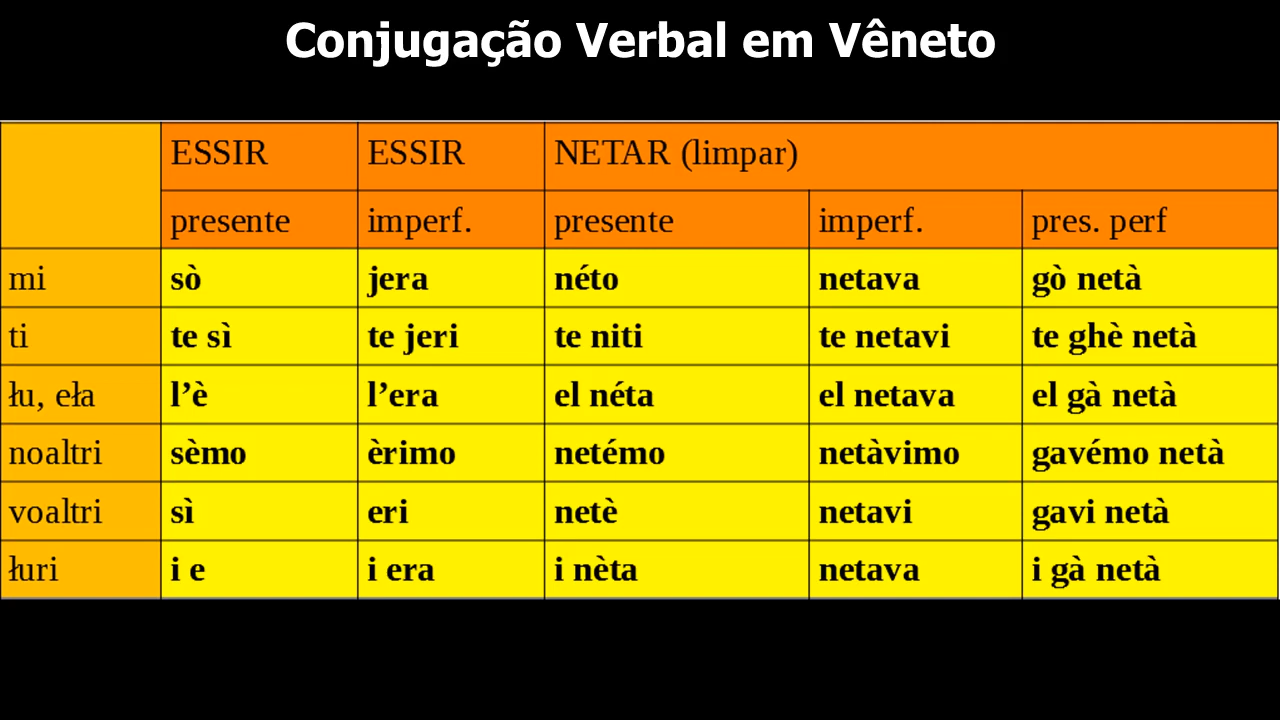 Conjugação Verbal em Vêneto
ESSIR ESSIR NETAR (limpar)
presente imperf. presente imperf. pres. perf
mi sò jera néto netava gò netà
ti te sì te jeri te niti te netavi te ghè netà
łu, eła l’è l’era el néta el netava el gà netà
noaltri sèmo èrimo netémo netàvimo gavémo netà
voaltri sì eri netè netavi gavi netà
łuri i e i era i nèta netava i gà netà